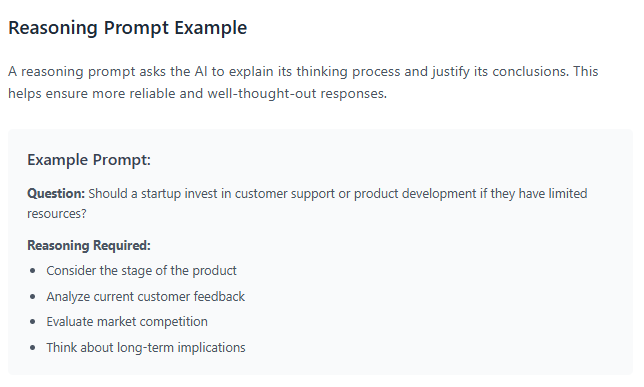 Reasoning Prompt Example
A reasoning prompt asks the AI to explain its thinking process and justify its conclusions. This
helps ensure more reliable and well-thought-out responses.
Example Prompt:
Question: Should a startup invest in customer support or product development if they have limited
resources?
Reasoning Required:
• Consider the stage of the product
• Analyze current customer feedback
• Evaluate market competition
• Think about long-term implications